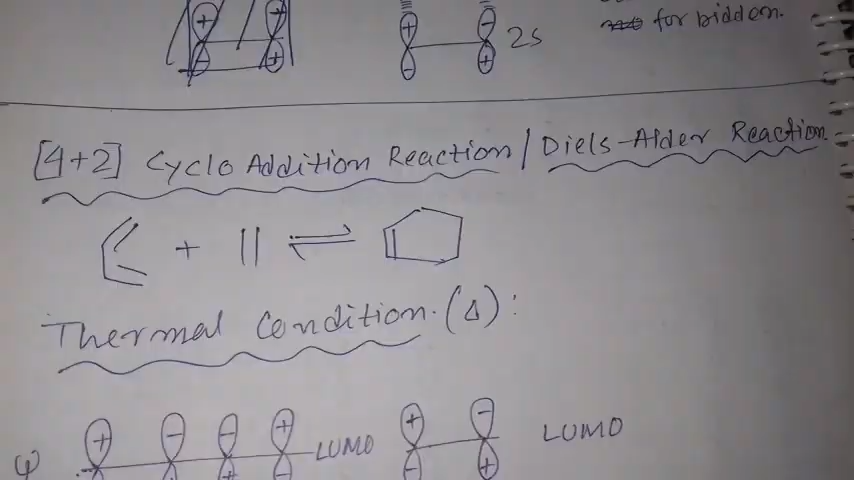 + + + - 2s for bidden.
- + - +
[4+2] Cyclo Addition Reaction / Diels-Alder Reaction.
+ ⇌
Thermal Condition. (Δ):
+ - - + LUMO + - LUMO
ψ + - +